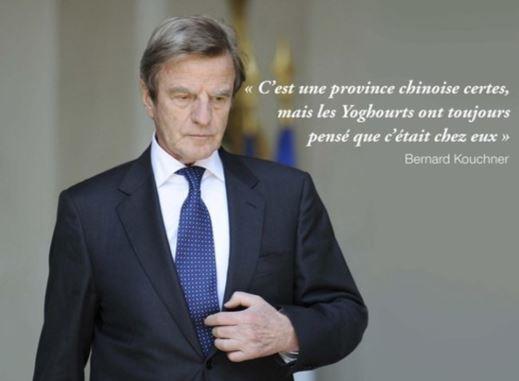 « C’est une province chinoise certes,
mais les Yoghourts ont toujours
pensé que c’était chez eux »
Bernard Kouchner